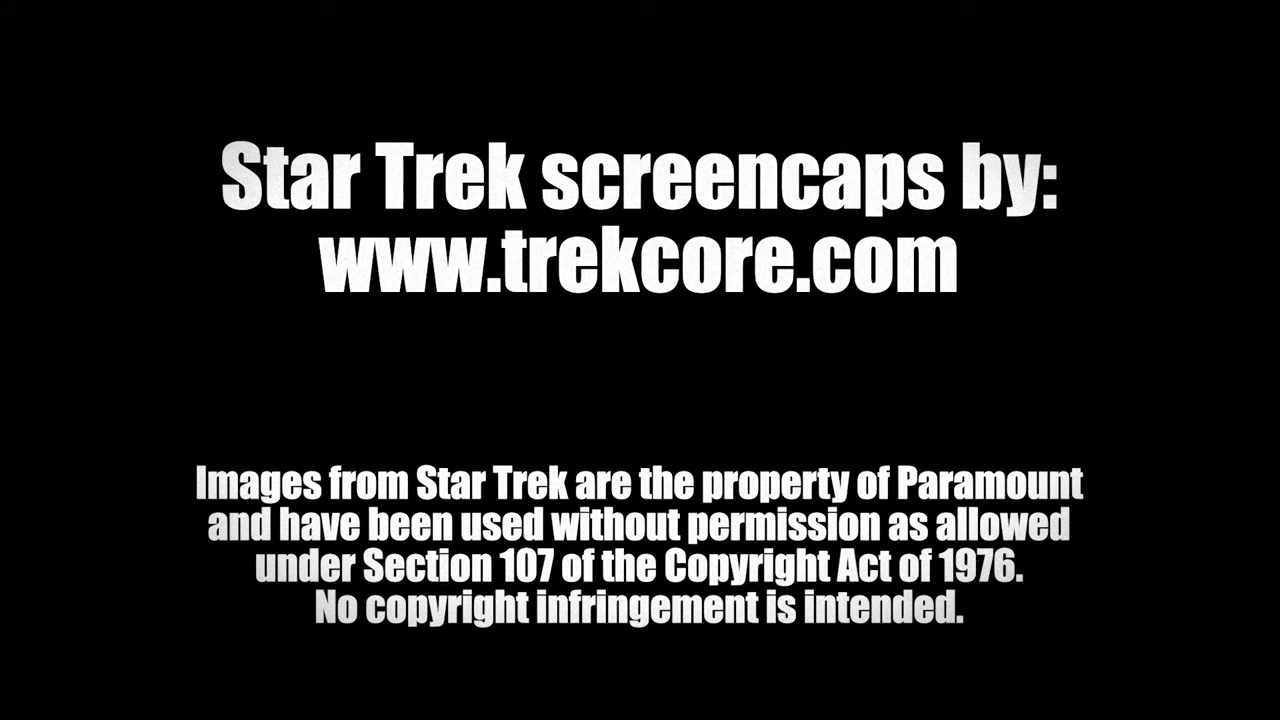 Star Trek screencaps by:
www.trekcore.com
Images from Star Trek are the property of Paramount
and have been used without permission as allowed
under Section 107 of the Copyright Act of 1976.
No copyright infringement is intended.